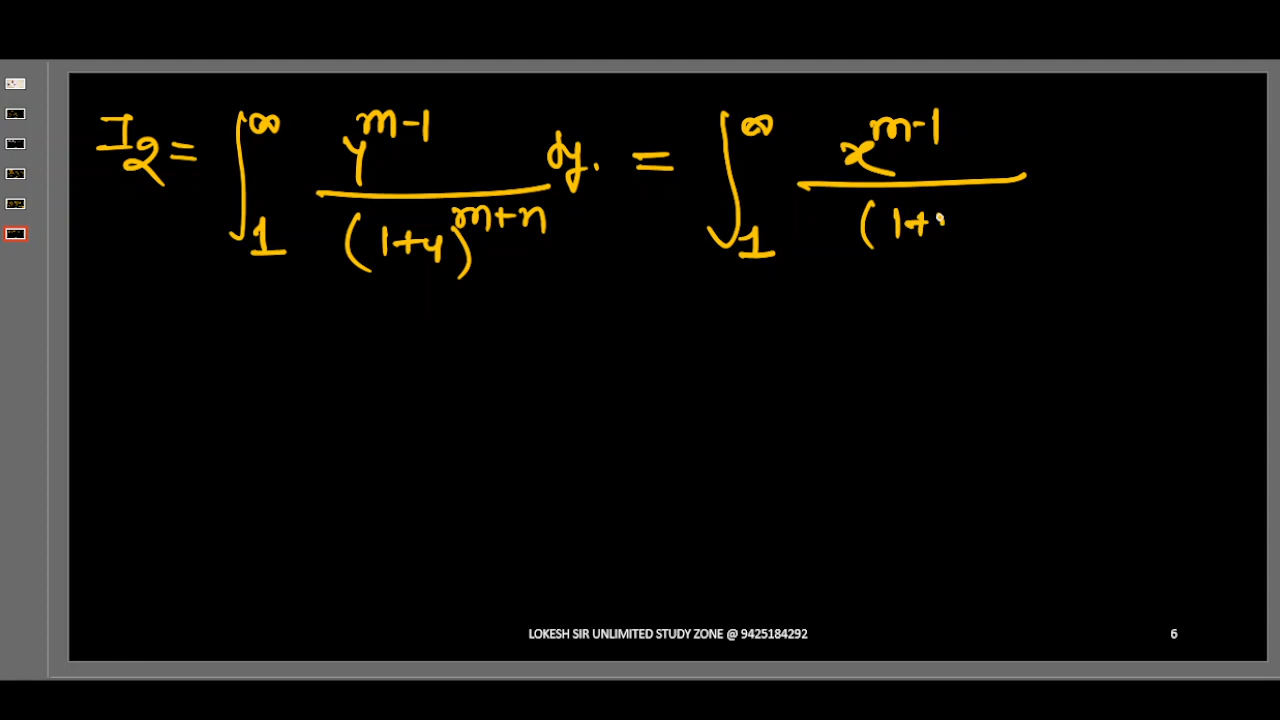 I₂ = ∫₁^∞ y^(m-1) / (1+y)^(m+n) dy. = ∫₁^∞ x^(m-1) / (1+
LOKESH SIR UNLIMITED STUDY ZONE @ 9425184292
6